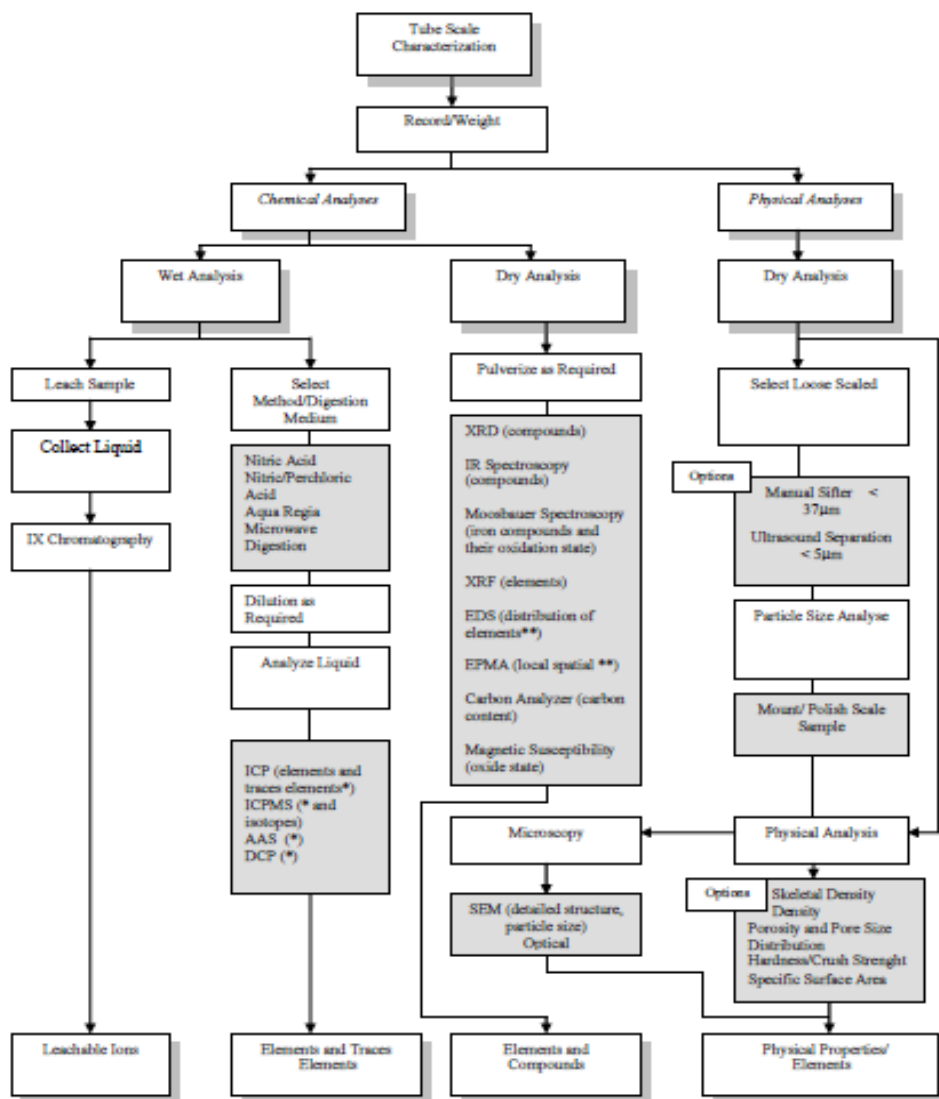 Tube Scale
Characterization
Record/Weight
Chemical Analyses
Physical Analyses
Wet Analysis
Dry Analysis
Dry Analysis
Leach Sample
Select
Method/Digestion
Medium
Pulverize as Required
Select Loose Scaled
Collect Liquid
Nitric Acid
Nitric/Perchloric
Acid
Aqua Regia
Microwave
Digestion
IX Chromatography
Dilution as
Required
Analyze Liquid
ICP (elements and
traces elements*)
ICPMS (* and
isotopes)
AAS (*)
DCP (*)
XRD (compounds)
IR Spectroscopy
(compounds)
Moosbauer Spectroscopy
(iron compounds and
their oxidation state)
XRF (elements)
EDS (distribution of
elements**)
EPMA (local spatial **)
Carbon Analyzer (carbon
content)
Magnetic Susceptibility
(oxide state)
Options
Manual Sifter <
37µm
Ultrasound Separation
< 5µm
Particle Size Analyse
Mount/ Polish Scale
Sample
Microscopy
Physical Analysis
SEM (detailed structure,
particle size)
Optical
Options
Skeletal Density
Density
Porosity and Pore Size
Distribution
Hardness/Crush Strenght
Specific Surface Area
Leachable Ions
Elements and Traces
Elements
Elements and
Compounds
Physical Properties/
Elements